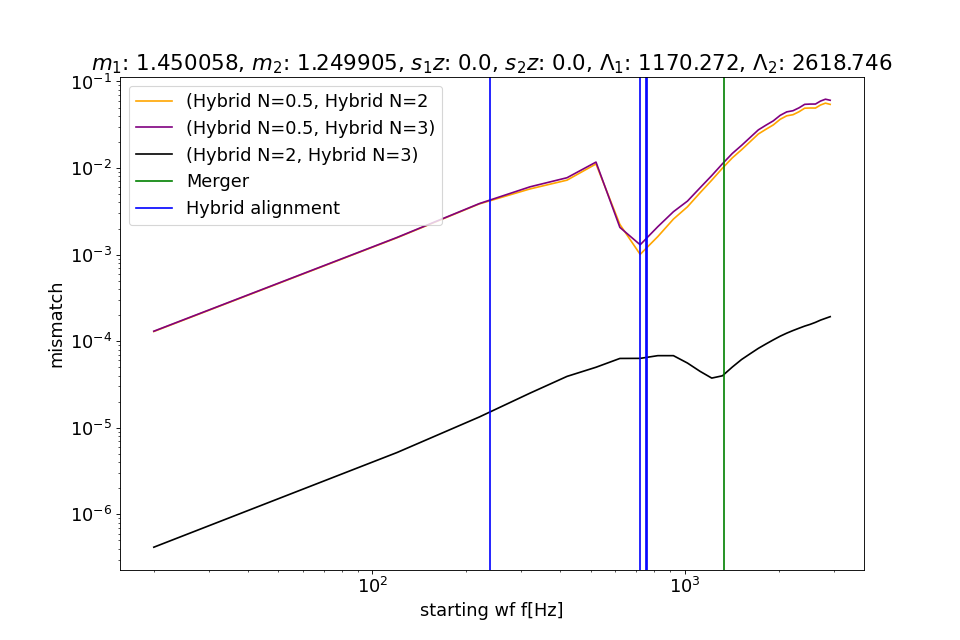 m₁: 1.450058, m₂: 1.249905, s₁z: 0.0, s₂z: 0.0, Λ₁: 1170.272, Λ₂: 2618.746
10⁻¹
(Hybrid N=0.5, Hybrid N=2
(Hybrid N=0.5, Hybrid N=3)
(Hybrid N=2, Hybrid N=3)
Merger
Hybrid alignment
10⁻²
10⁻³
mismatch
10⁻⁴
10⁻⁵
10⁻⁶
10² 10³
starting wf f[Hz]